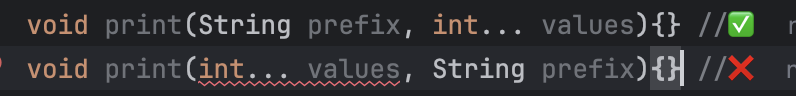 void print(String prefix, int... values){} //✅
void print(int... values, String prefix){} //❌